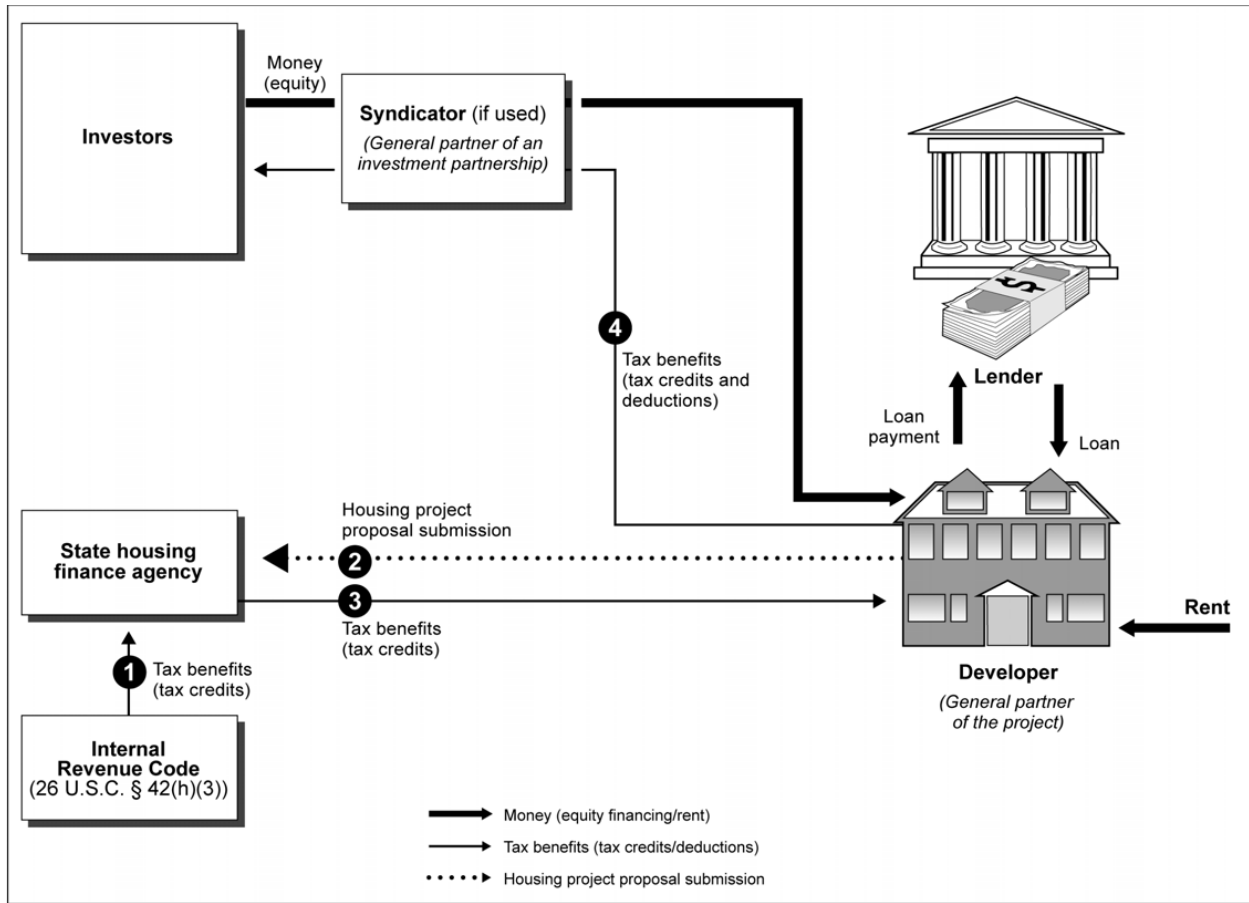 Money
(equity)
Investors
Syndicator (if used)
(General partner of an
investment partnership)
4
Tax benefits
(tax credits and
deductions)
$
Lender
Loan
payment
Loan
Housing project
proposal submission
State housing
finance agency
2
3
Tax benefits
(tax credits)
Rent
1
Tax benefits
(tax credits)
Developer
(General partner
of the project)
Internal
Revenue Code
(26 U.S.C. § 42(h)(3))
Money (equity financing/rent)
Tax benefits (tax credits/deductions)
Housing project proposal submission